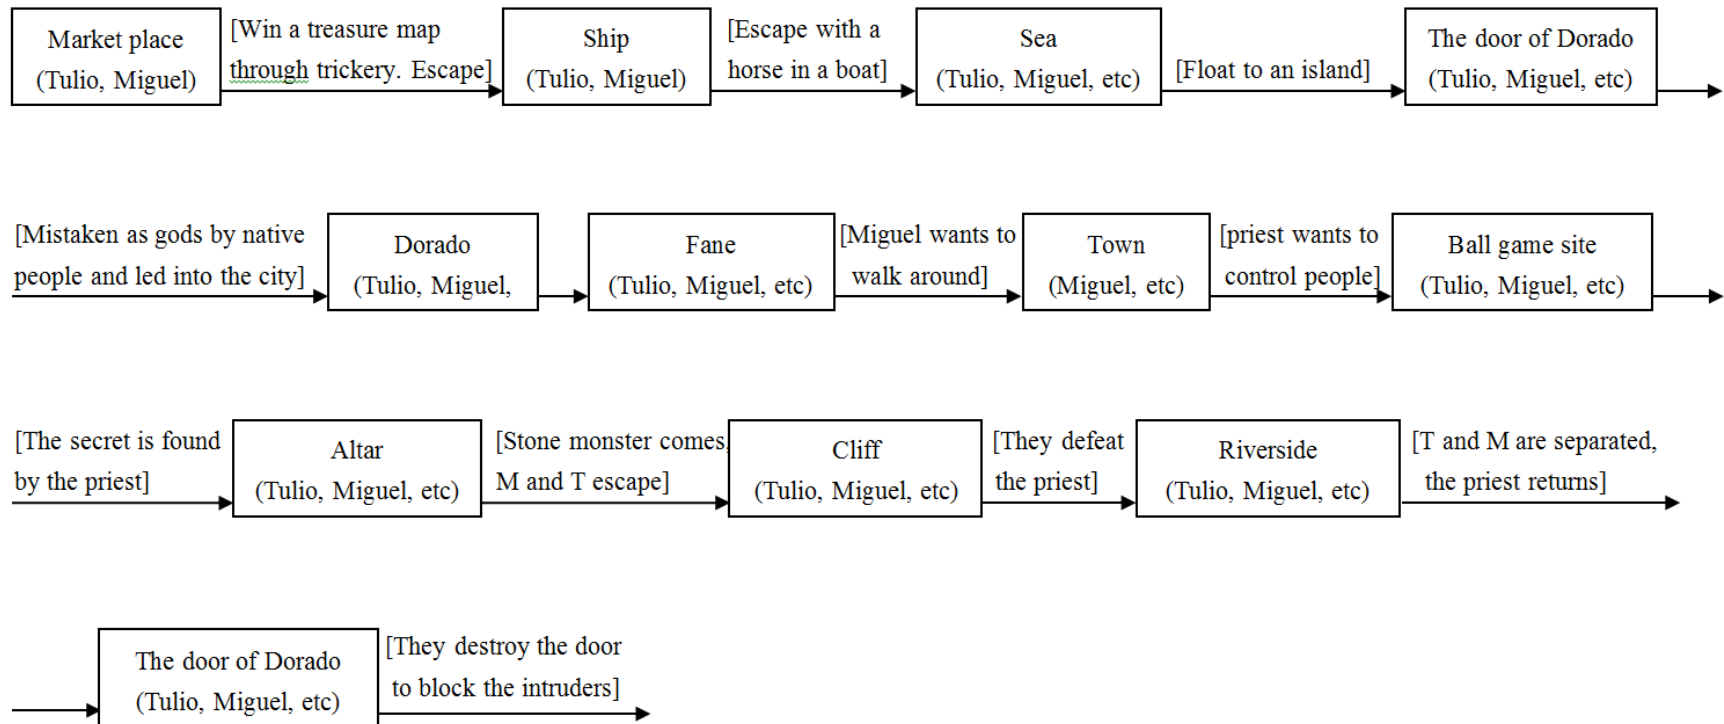 Market place
(Tulio, Miguel)
[Win a treasure map
through trickery. Escape]
Ship
(Tulio, Miguel)
[Escape with a
horse in a boat]
Sea
(Tulio, Miguel, etc)
[Float to an island]
The door of Dorado
(Tulio, Miguel, etc)
[Mistaken as gods by native
people and led into the city]
Dorado
(Tulio, Miguel,
Fane
(Tulio, Miguel, etc)
[Miguel wants to
walk around]
Town
(Miguel, etc)
[priest wants to
control people]
Ball game site
(Tulio, Miguel, etc)
[The secret is found
by the priest]
Altar
(Tulio, Miguel, etc)
[Stone monster comes,
M and T escape]
Cliff
(Tulio, Miguel, etc)
[They defeat
the priest]
Riverside
(Tulio, Miguel, etc)
[T and M are separated,
the priest returns]
The door of Dorado
(Tulio, Miguel, etc)
[They destroy the door
to block the intruders]